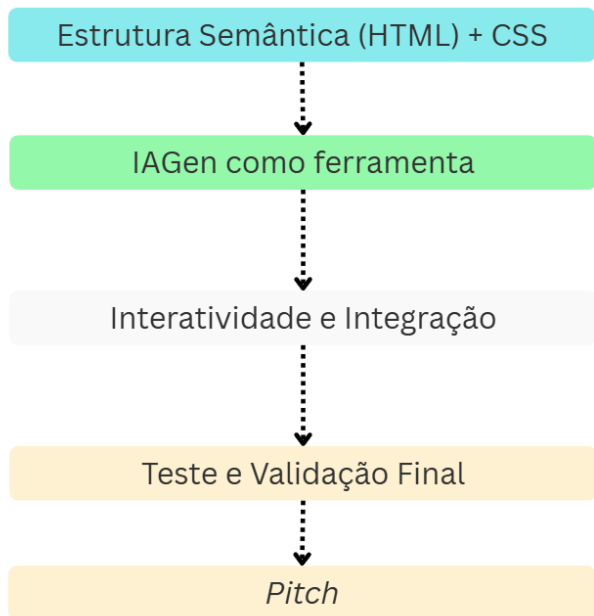 Estrutura Semântica (HTML) + CSS
IAGen como ferramenta
Interatividade e Integração
Teste e Validação Final
Pitch